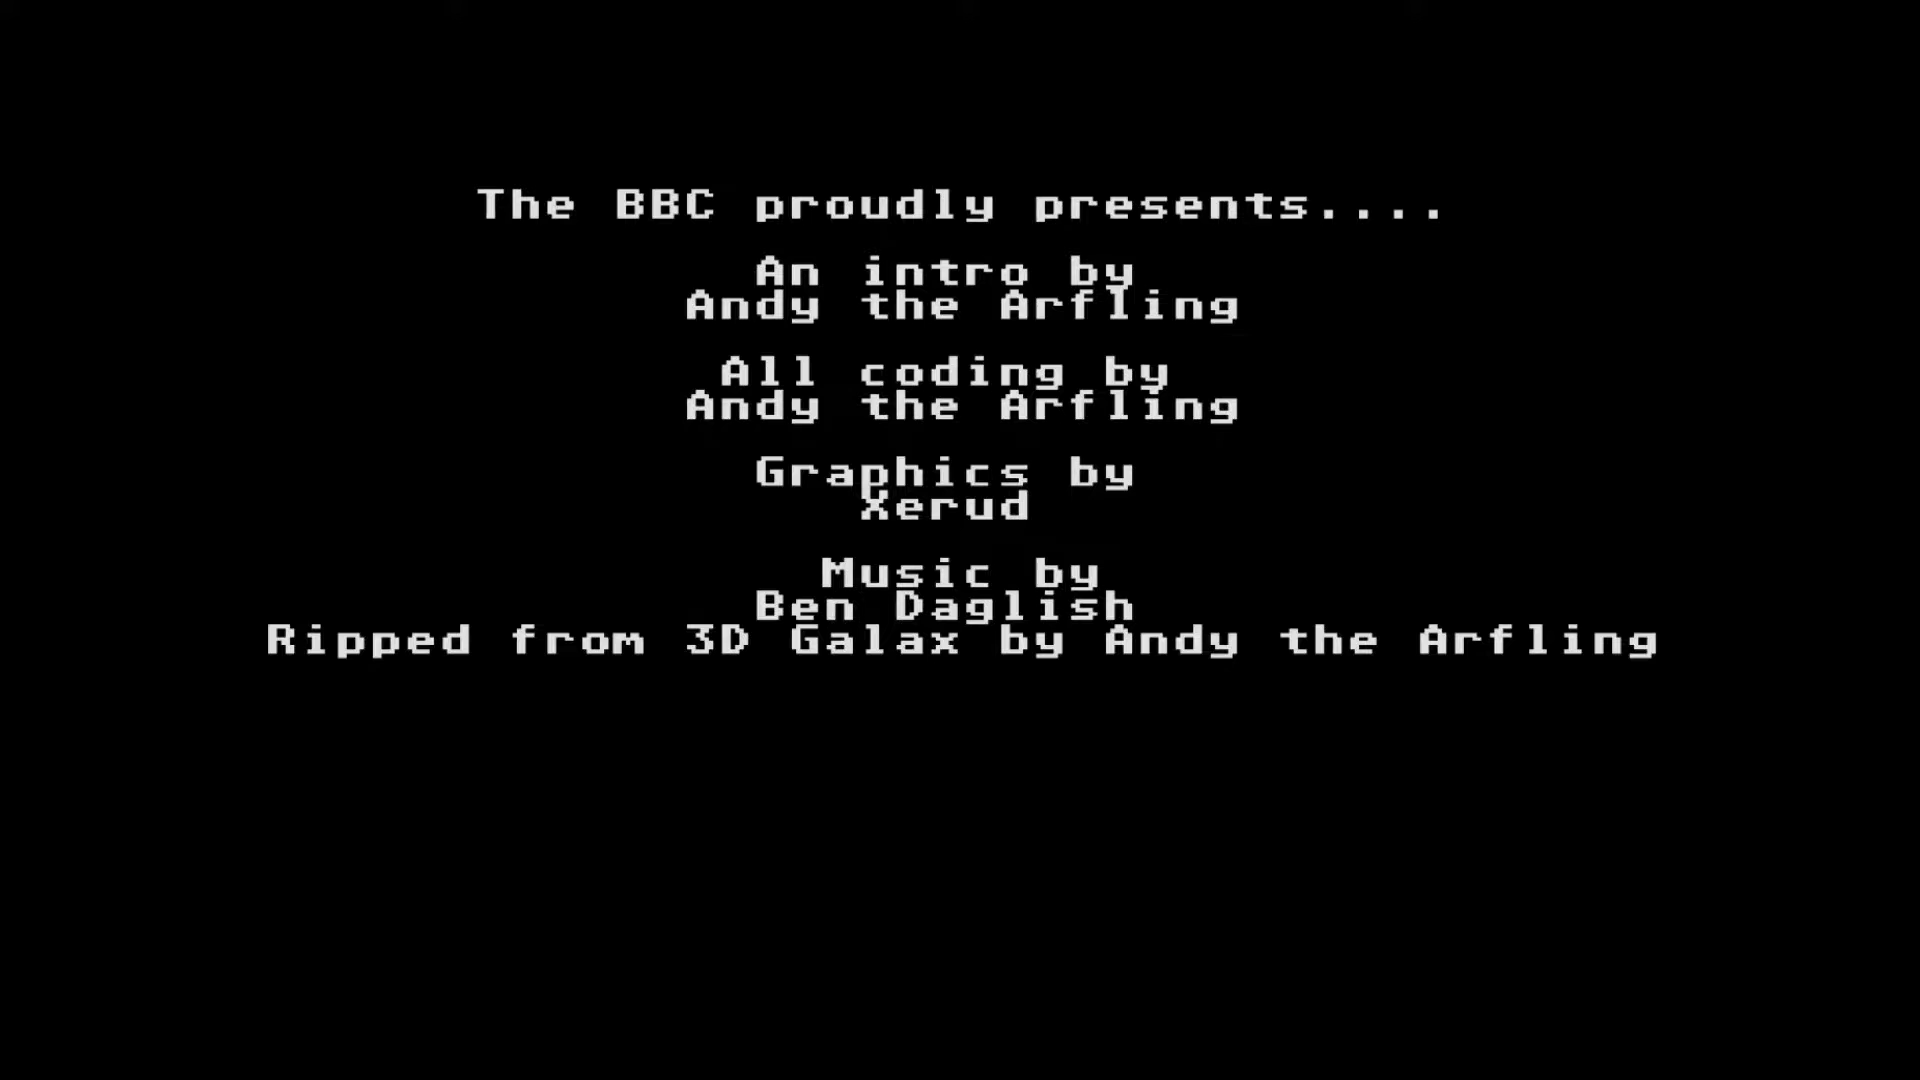 The BBC proudly presents....
An intro by
Andy the Arfling
All coding by
Andy the Arfling
Graphics by
Xerud
Music by
Ben Daglish
Ripped from 3D Galax by Andy the Arfling